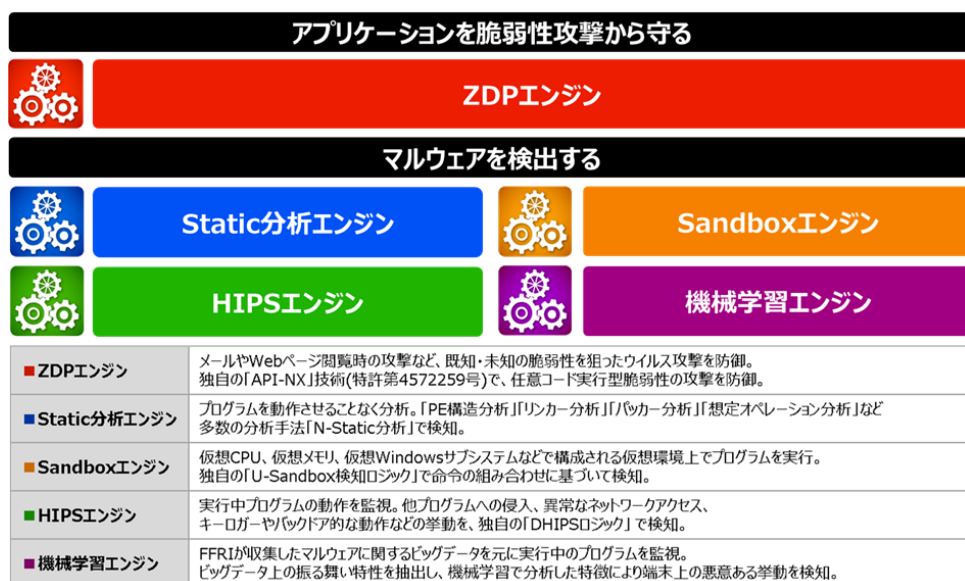 アプリケーションを脆弱性攻撃から守る
ZDPエンジン
マルウェアを検出する
Static分析エンジン
Sandboxエンジン
HIPSエンジン
機械学習エンジン
■ZDPエンジン
メールやWebページ閲覧時の攻撃など、既知・未知の脆弱性を狙ったウイルス攻撃を防御。
独自の「API-NX」技術(特許第4572259号)で、任意コード実行型脆弱性の攻撃を防御。
■Static分析エンジン
プログラムを動作させることなく分析。「PE構造分析」「リンカー分析」「パッカー分析」「想定オペレーション分析」など
多数の分析手法「N-Static分析」で検知。
■Sandboxエンジン
仮想CPU、仮想メモリ、仮想Windowsサブシステムなどで構成される仮想環境上でプログラムを実行。
独自の「U-Sandbox検知ロジック」で命令の組み合わせに基づいて検知。
■HIPSエンジン
実行中プログラムの動作を監視。他プログラムへの侵入、異常なネットワークアクセス、
キーロガーやバックドア的な動作などの挙動を、独自の「DHIPSロジック」 で検知。
■機械学習エンジン
FFRIが収集したマルウェアに関するビッグデータを元に実行中のプログラムを監視。
ビッグデータ上の振る舞い特性を抽出し、機械学習で分析した特徴により端末上の悪意ある挙動を検知。